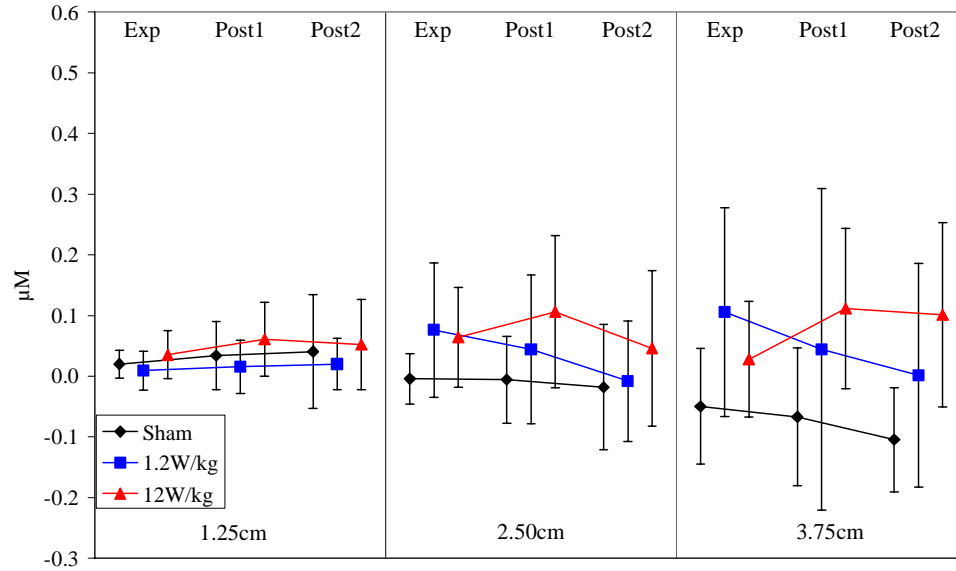 0.6
Exp Post1 Post2 Exp Post1 Post2 Exp Post1 Post2
0.5
0.4
0.3
0.2
0.1
0.0
-0.1
-0.2
-0.3
µM
Sham
1.2W/kg
12W/kg
1.25cm 2.50cm 3.75cm